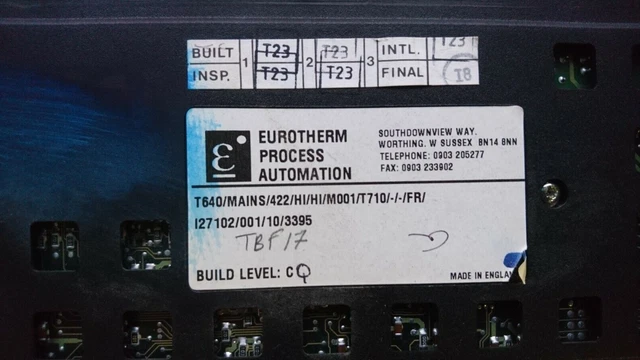 BUILT 1 T23 2 T23 3 INTL. T23
INSP. T23 T23 FINAL I8
EUROTHERM
PROCESS
AUTOMATION
SOUTHDOWNVIEW WAY.
WORTHING. W SUSSEX BN14 8NN
TELEPHONE: 0903 205277
FAX: 0903 233902
T640/MAINS/422/HI/HI/M001/T710/-/-/FR/
I27102/001/10/3395
TBF17
BUILD LEVEL: CQ
MADE IN ENGLAN